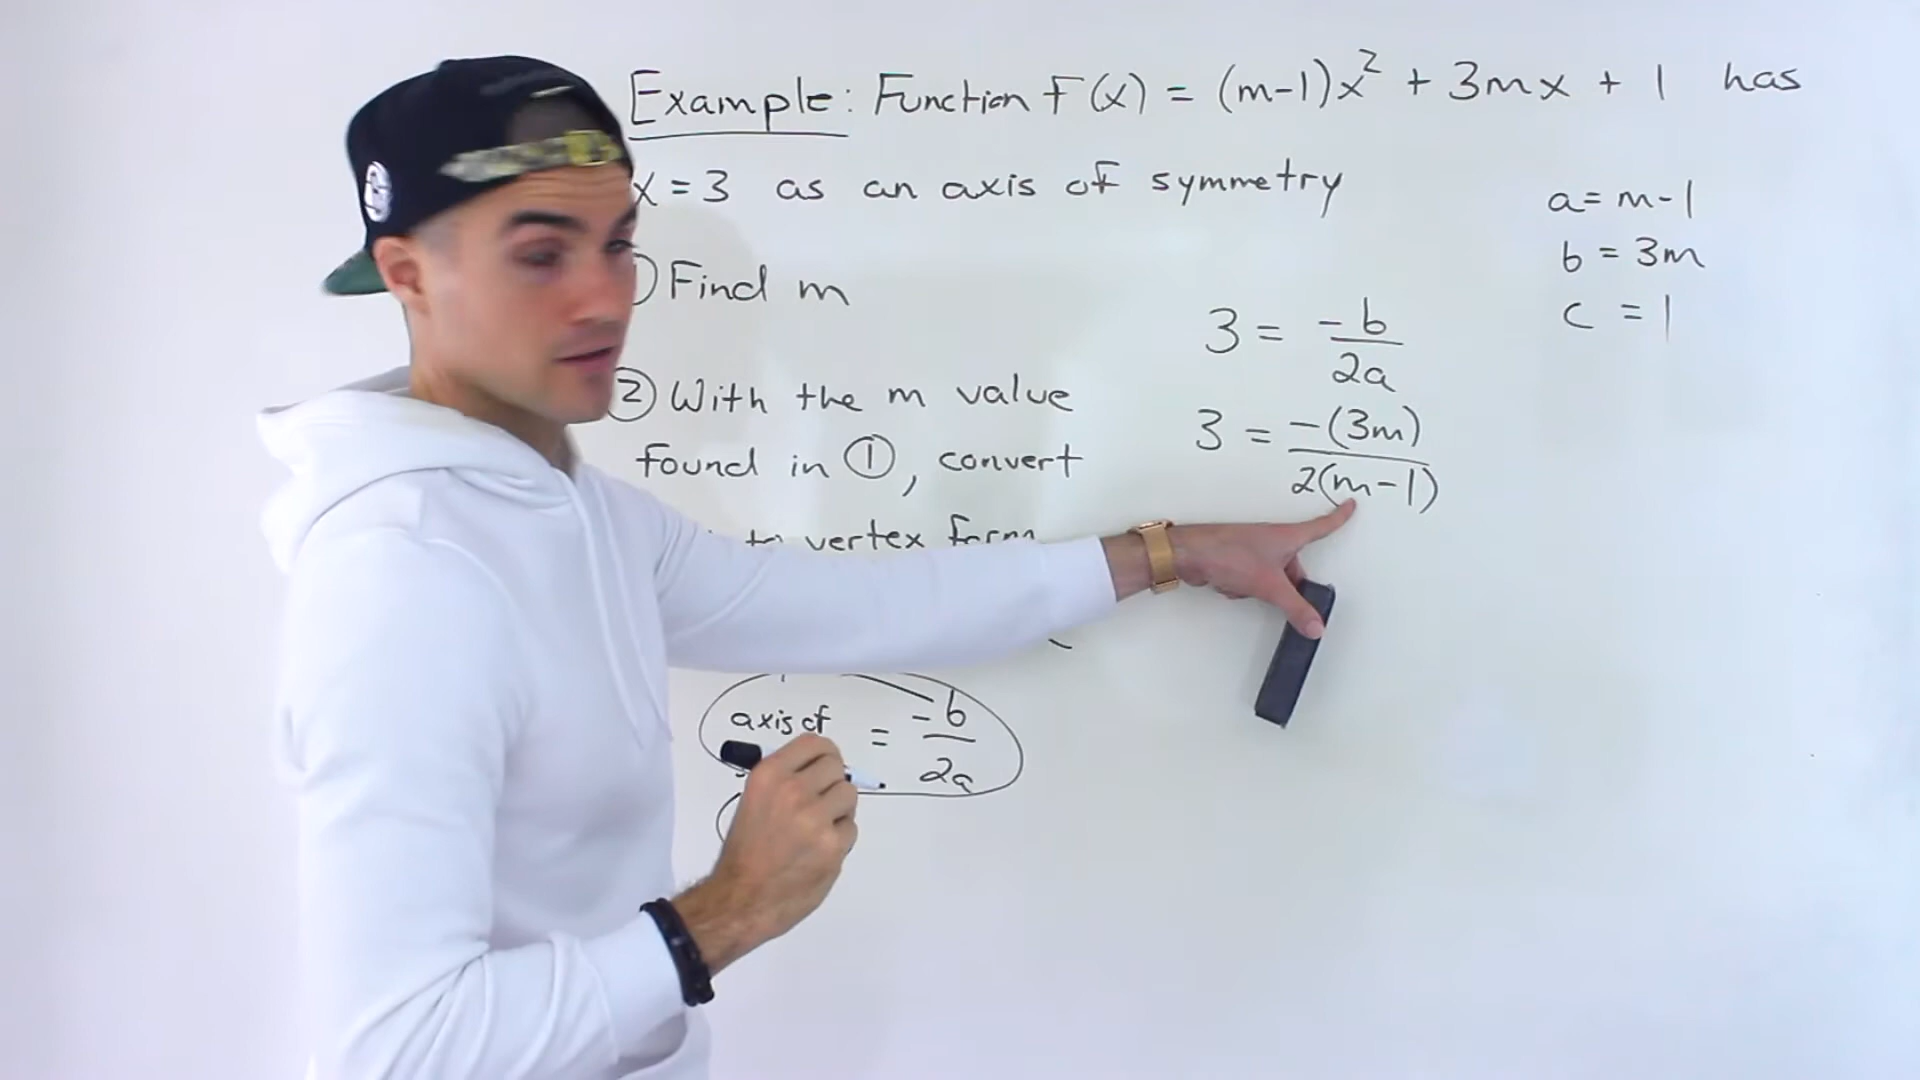 Example: Function f(x) = (m-1)x² + 3mx + 1 has
x = 3 as an axis of symmetry
Find m
② With the m value
found in ①, convert
to vertex form
axis of = -b/2a
3 = -b/2a
3 = -(3m)/2(m-1)
a = m-1
b = 3m
c = 1